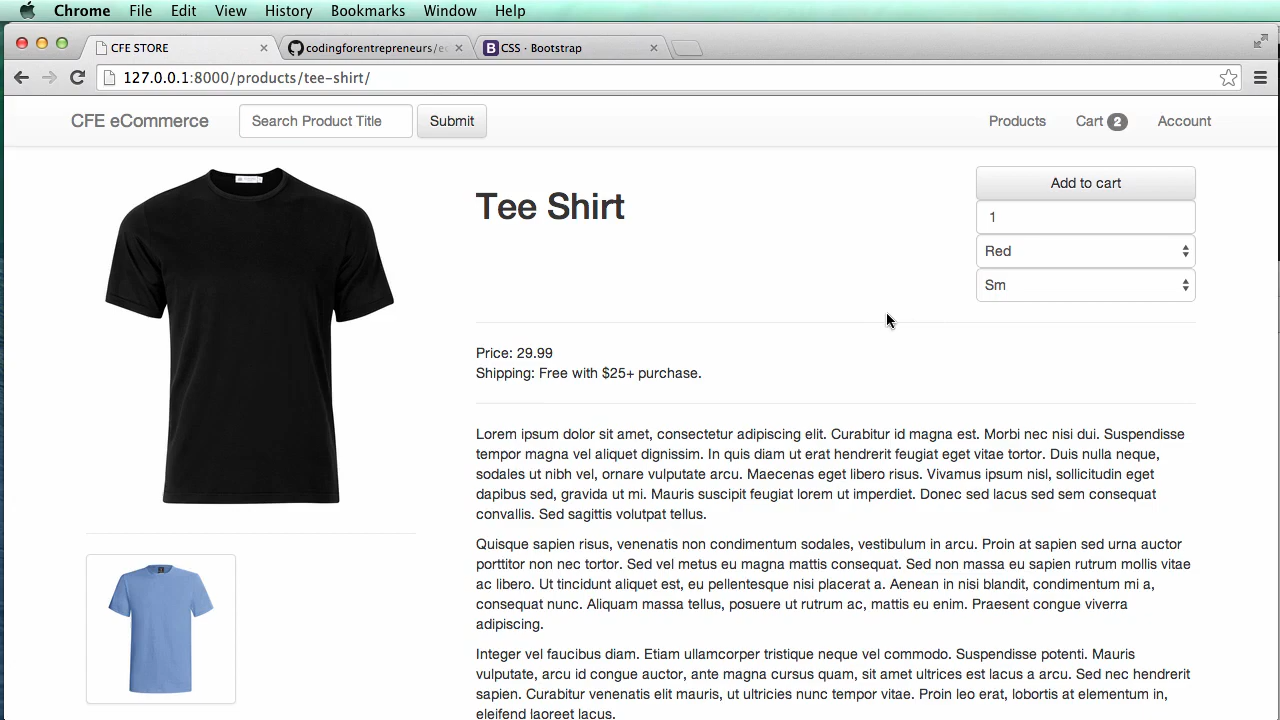 Chrome File Edit View History Bookmarks Window Help
CFE STORE codingforentrepreneurs/e CSS · Bootstrap
127.0.0.1:8000/products/tee-shirt/
CFE eCommerce Search Product Title Submit Products Cart 2 Account
Add to cart
Tee Shirt
1
Red
Sm
Price: 29.99
Shipping: Free with $25+ purchase.
Lorem ipsum dolor sit amet, consectetur adipiscing elit. Curabitur id magna est. Morbi nec nisi dui. Suspendisse
tempor magna vel aliquet dignissim. In quis diam ut erat hendrerit feugiat eget vitae tortor. Duis nulla neque,
sodales ut nibh vel, ornare vulputate arcu. Maecenas eget libero risus. Vivamus ipsum nisl, sollicitudin eget
dapibus sed, gravida ut mi. Mauris suscipit feugiat lorem ut imperdiet. Donec sed lacus sed sem consequat
convallis. Sed sagittis volutpat tellus.
Quisque sapien risus, venenatis non condimentum sodales, vestibulum in arcu. Proin at sapien sed urna auctor
porttitor non nec tortor. Sed vel metus eu magna mattis consequat. Sed non massa eu sapien rutrum mollis vitae
ac libero. Ut tincidunt aliquet est, eu pellentesque nisi placerat a. Aenean in nisi blandit, condimentum mi a,
consequat nunc. Aliquam massa tellus, posuere ut rutrum ac, mattis eu enim. Praesent congue viverra
adipiscing.
Integer vel faucibus diam. Etiam ullamcorper tristique neque vel commodo. Suspendisse potenti. Mauris
vulputate, arcu id congue auctor, ante magna cursus quam, sit amet ultrices est lacus a arcu. Sed nec hendrerit
sapien. Curabitur venenatis elit mauris, ut ultricies nunc tempor vitae. Proin leo erat, lobortis at elementum in,
eleifend laoreet lacus.